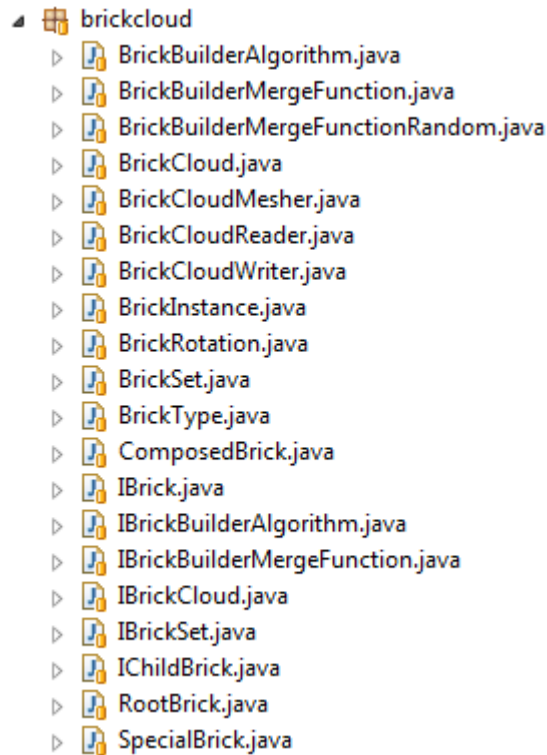 brickcloud
BrickBuilderAlgorithm.java
BrickBuilderMergeFunction.java
BrickBuilderMergeFunctionRandom.java
BrickCloud.java
BrickCloudMesher.java
BrickCloudReader.java
BrickCloudWriter.java
BrickInstance.java
BrickRotation.java
BrickSet.java
BrickType.java
ComposedBrick.java
IBrick.java
IBrickBuilderAlgorithm.java
IBrickBuilderMergeFunction.java
IBrickCloud.java
IBrickSet.java
IChildBrick.java
RootBrick.java
SpecialBrick.java